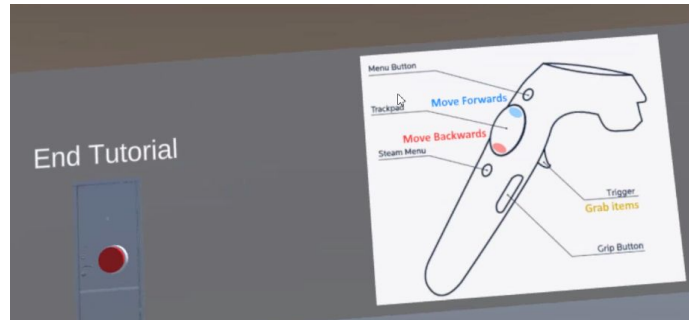 End Tutorial
Menu Button
Trackpad
Move Forwards
Move Backwards
Steam Menu
Trigger
Grab items
Grip Button